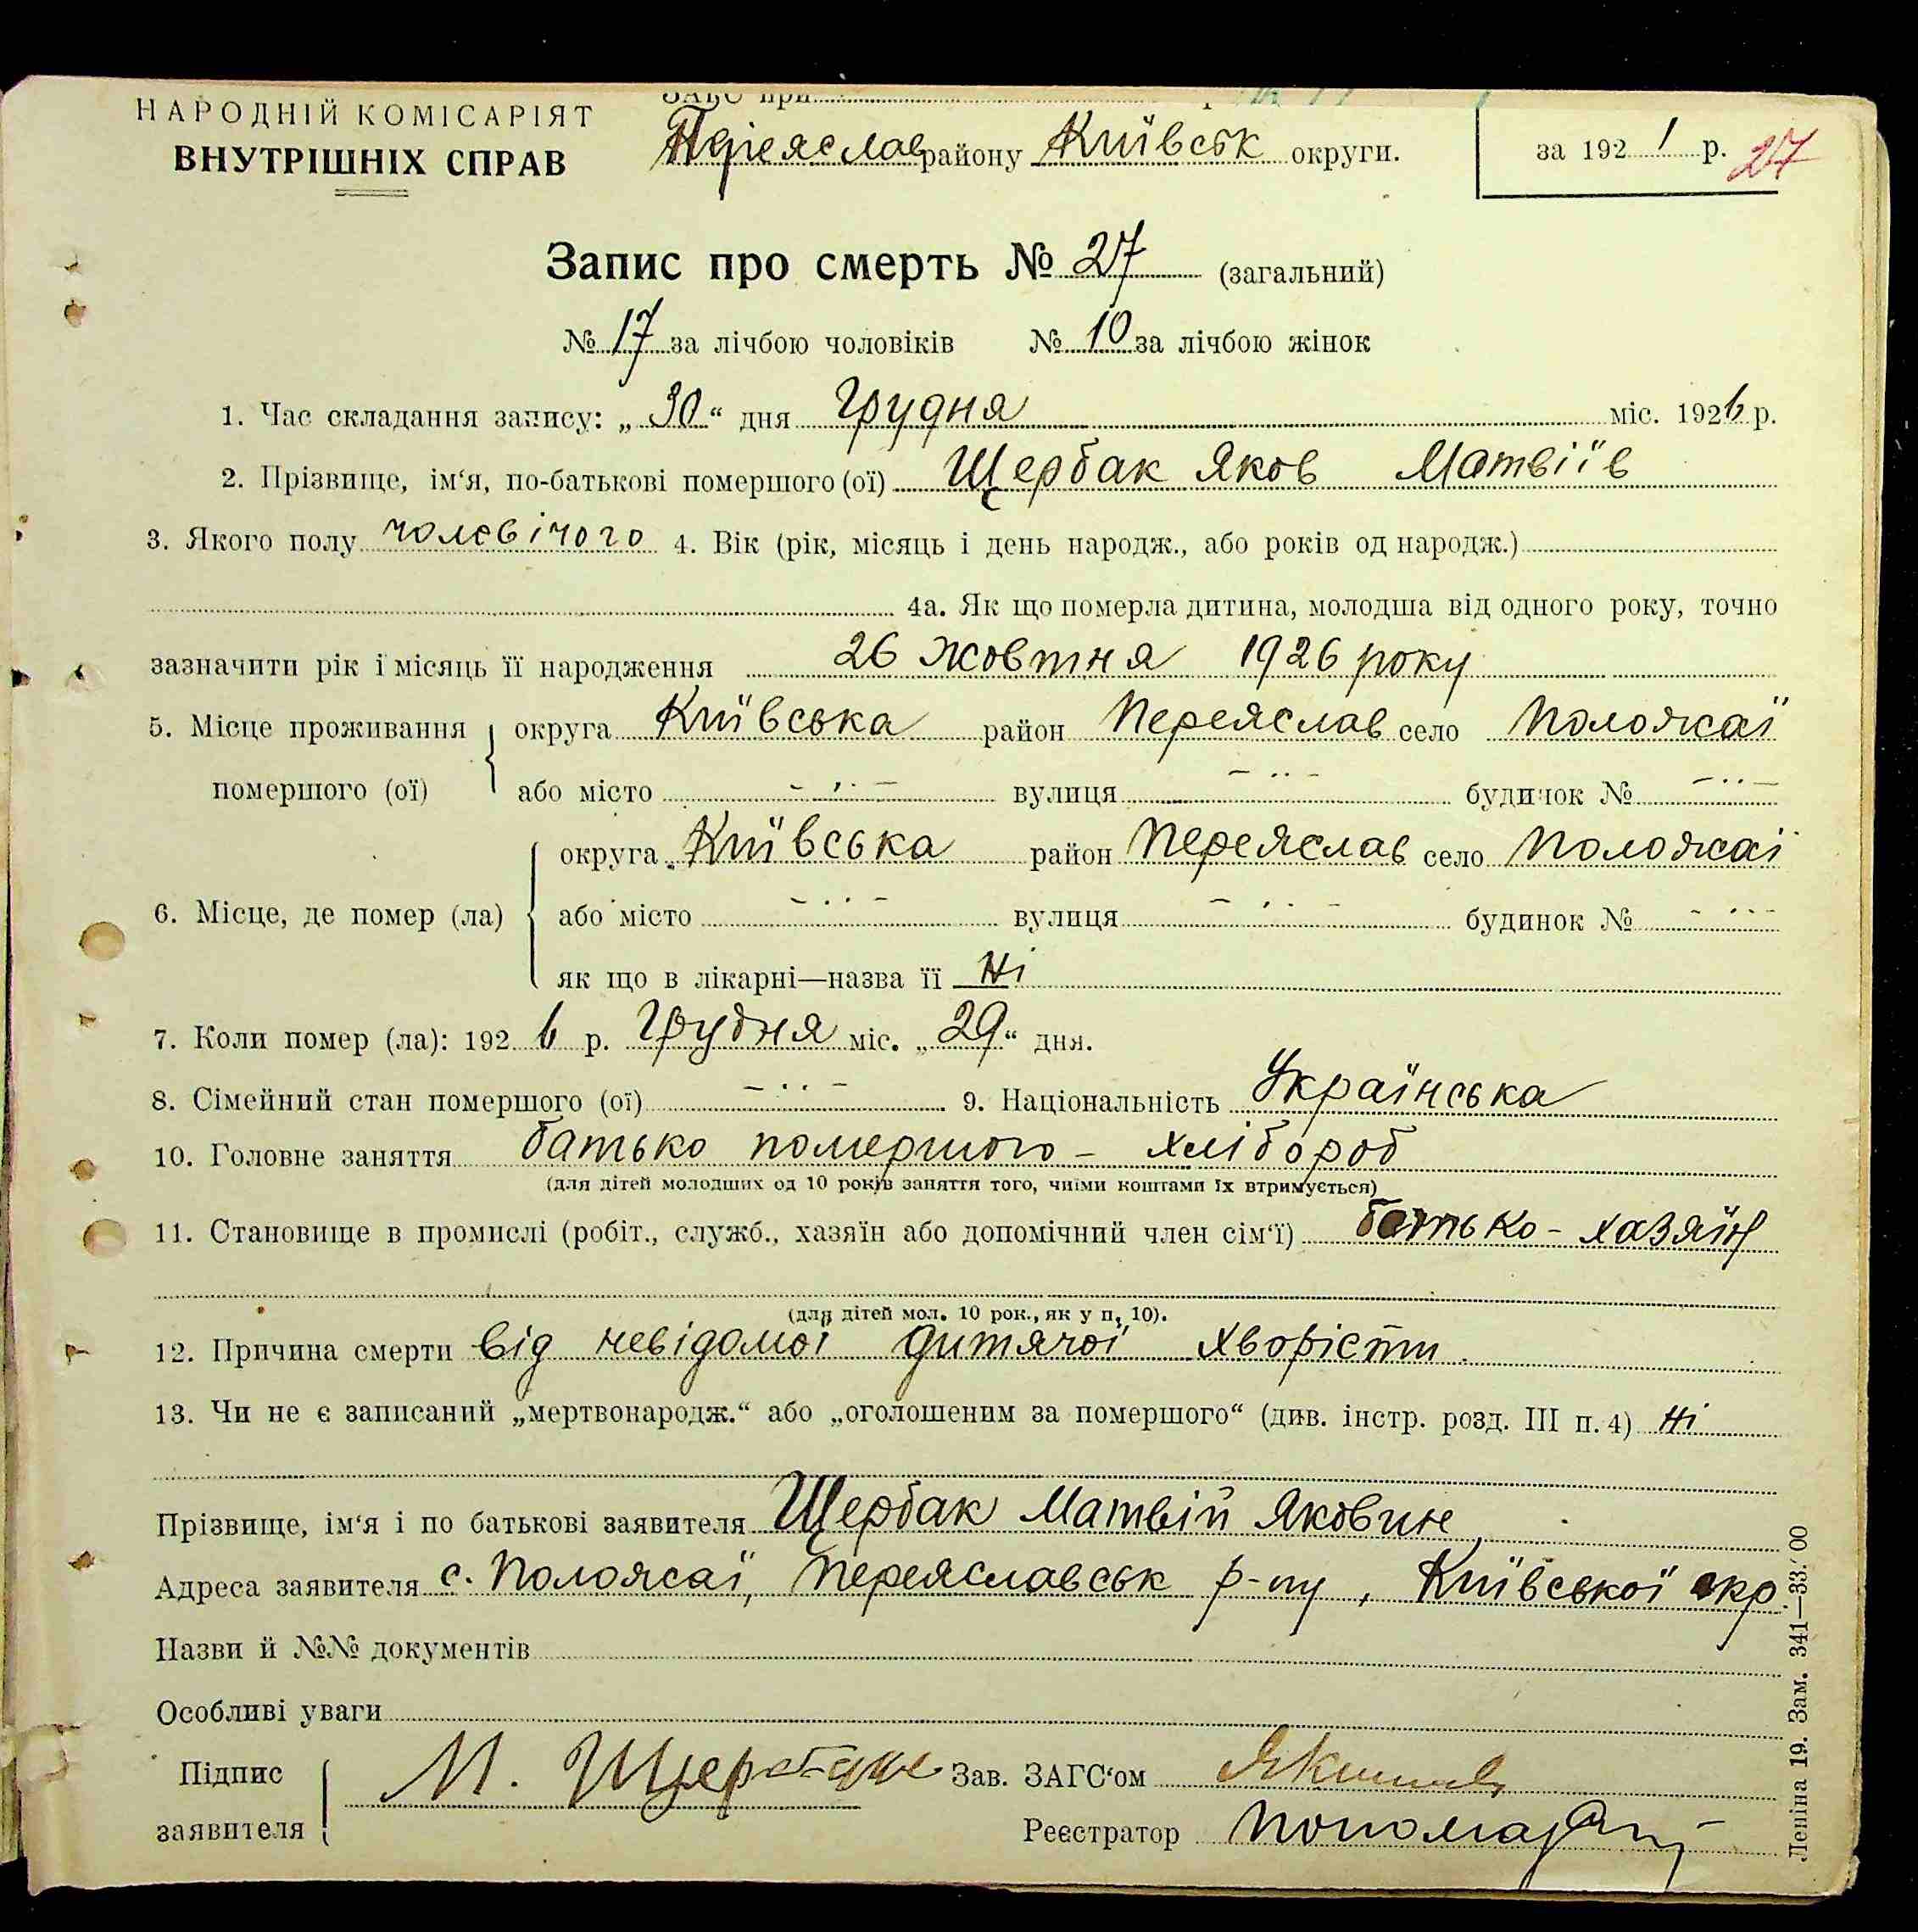 НАРОДНІЙ КОМІСАРІЯТ
ВНУТРІШНІХ СПРАВ
ЗАГС при
Переяслав району Київськ округи.
за 1921 р. 27
Запис про смерть № 27 (загальний)
№ 17 за лічбою чоловіків № 10 за лічбою жінок
1. Час складання запису: „30“ дня Грудня міс. 1926 р.
2. Прізвище, ім‘я, по-батькові помершого (ої) Щербак Яков Матвіїв
3. Якого полу чоловічого 4. Вік (рік, місяць і день народж., або років од народж.)
4а. Як що померла дитина, молодша від одного року, точно
зазначити рік і місяць її народження 26 жовтня 1926 року
5. Місце проживання округа Київська район Переяслав село Положаї
помершого (ої) або місто - ·/· - вулиця - ·/· - будинок № - ·/· -
округа Київська район Переяслав село Положаї
6. Місце, де помер (ла) або місто - ·/· - вулиця - ·/· - будинок № - ·/· -
як що в лікарні—назва її Ні
7. Коли помер (ла): 1926 р. Грудня міс. „29“ дня.
8. Сімейний стан помершого (ої) - ·/· - 9. Національність Українська
10. Головне заняття батько помершого - хлібороб
(для дітей молодших од 10 років заняття того, чиїми коштами їх втримується)
11. Становище в промислі (робіт., служб., хазяїн або допомічний член сім‘ї) батько - хазяїн
(для дітей мол. 10 рок., як у п. 10).
12. Причина смерти від невідомої дитячої хворісти.
13. Чи не є записаний „мертвонародж.“ або „оголошеним за помершого“ (див. інстр. розд. III п. 4) Ні
Прізвище, ім‘я і по батькові заявителя Щербак Матвій Якович
Адреса заявителя с. Положаї, Переяславськ р-ну, Київської окр.
Назви й №№ документів
Особливі уваги
Підпис заявителя М. Щербак Зав. ЗАГС‘ом
Реєстратор
Леніна 19. Зам. 341—33.